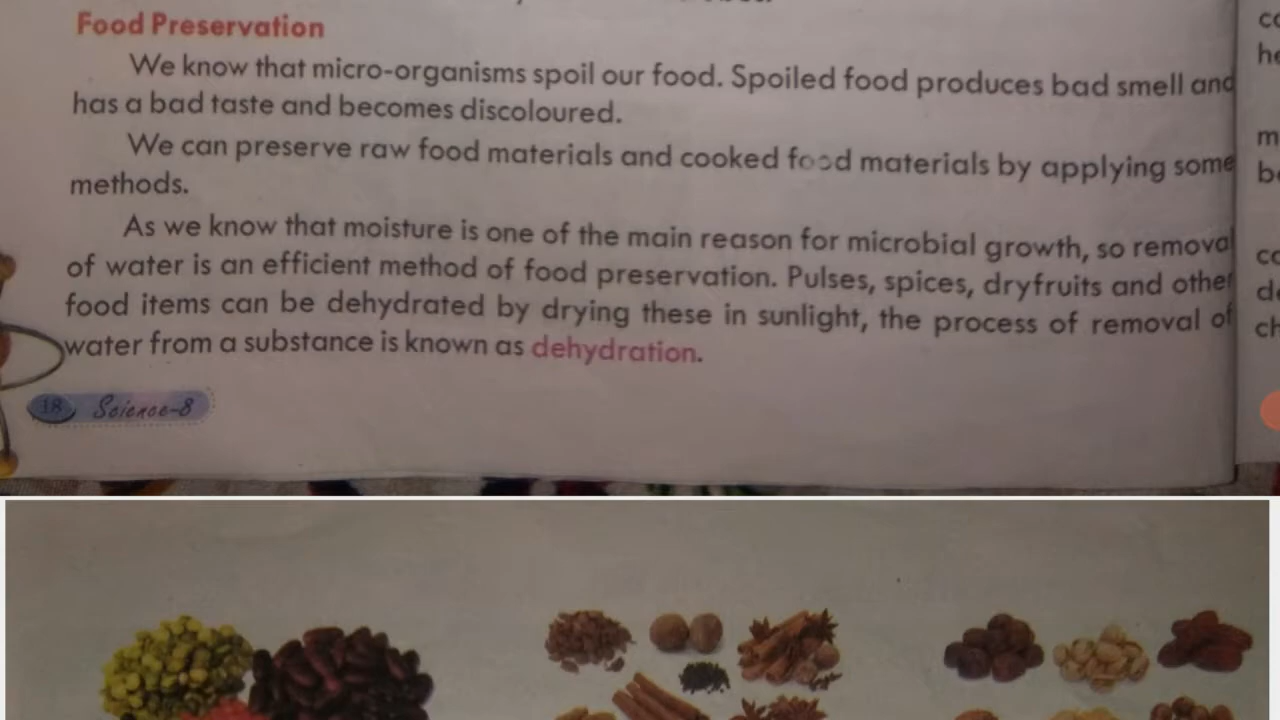 Food Preservation
We know that micro-organisms spoil our food. Spoiled food produces bad smell and
has a bad taste and becomes discoloured.
We can preserve raw food materials and cooked food materials by applying some
methods.
As we know that moisture is one of the main reason for microbial growth, so removal
of water is an efficient method of food preservation. Pulses, spices, dryfruits and other
food items can be dehydrated by drying these in sunlight, the process of removal of
water from a substance is known as dehydration.
18 Science-8